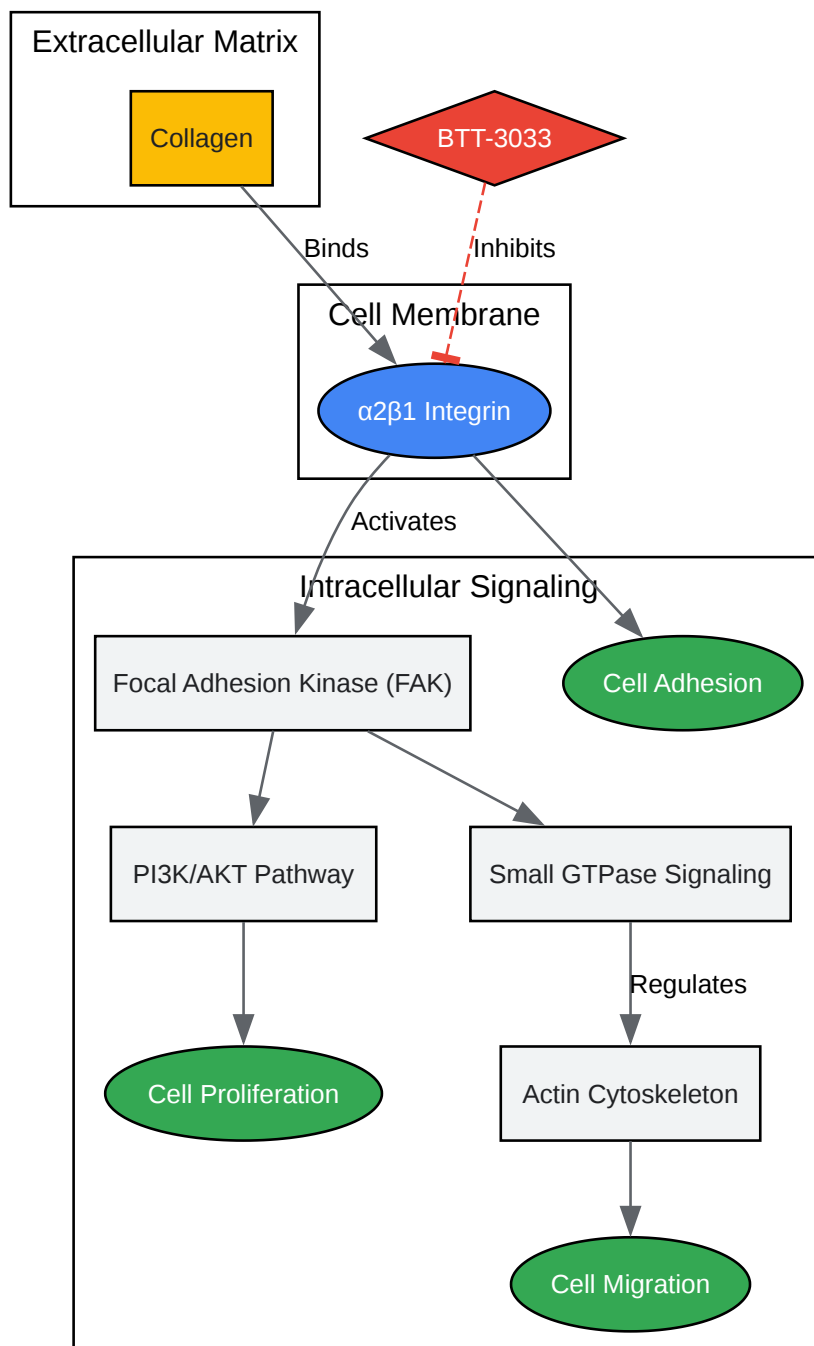 Extracellular Matrix
Collagen
BTT-3033
Binds
Inhibits
Cell Membrane
α2β1 Integrin
Activates
Intracellular Signaling
Focal Adhesion Kinase (FAK)
Cell Adhesion
PI3K/AKT Pathway
Small GTPase Signaling
Regulates
Cell Proliferation
Actin Cytoskeleton
Cell Migration